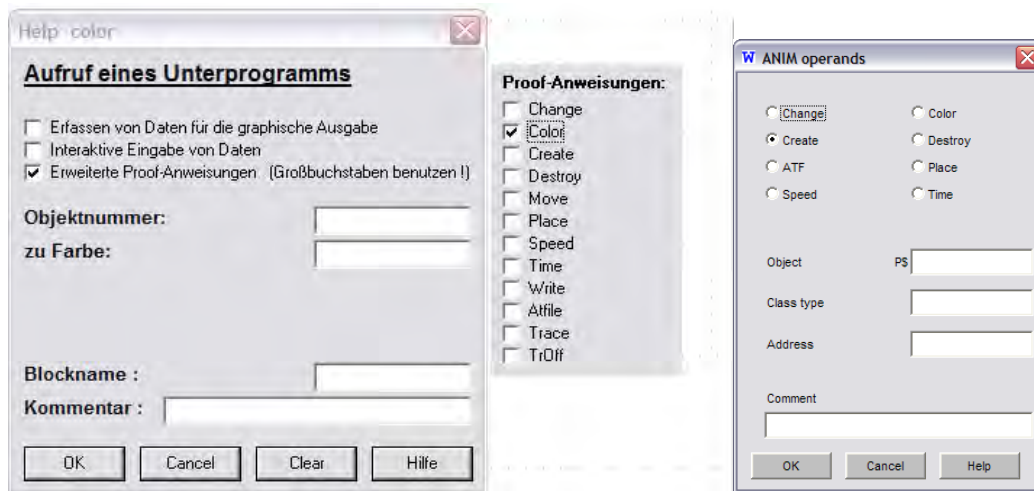 Help color
Aufruf eines Unterprogramms
Erfassen von Daten für die graphische Ausgabe
Interaktive Eingabe von Daten
Erweiterte Proof-Anweisungen (Großbuchstaben benutzen !)
Objektnummer:
zu Farbe:
Blockname :
Kommentar :
OK Cancel Clear Hilfe
Proof-Anweisungen:
Change
Color
Create
Destroy
Move
Place
Speed
Time
Write
Atfile
Trace
TrOff
W ANIM operands
Change Color
Create Destroy
ATF Place
Speed Time
Object P$
Class type
Address
Comment
OK Cancel Help